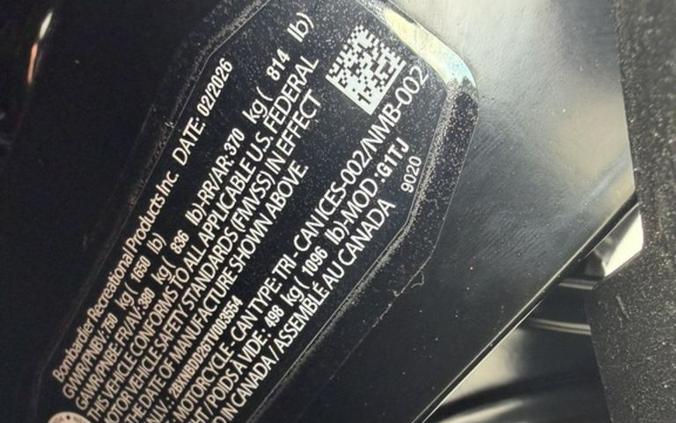 Bombardier Recreational Products Inc. DATE: 02/2026
GVWR/PNBV: 750 kg ( 1650 lb)
GAWR/PNBE: FR/AV: 380 kg ( 836 lb)-RR/AR: 370 kg ( 814 lb)
THIS VEHICLE CONFORMS TO ALL APPLICABLE U.S. FEDERAL
MOTOR VEHICLE SAFETY STANDARDS (FMVSS) IN EFFECT
THE DATE OF MANUFACTURE SHOWN ABOVE
MOTORCYCLE - CAN TYPE: TRI - CAN ICES-002/NMB-002
HT / POIDS À VIDE : 498 kg ( 1096 lb)-MOD : G1TJ
D IN CANADA / ASSEMBLÉ AU CANADA 9020